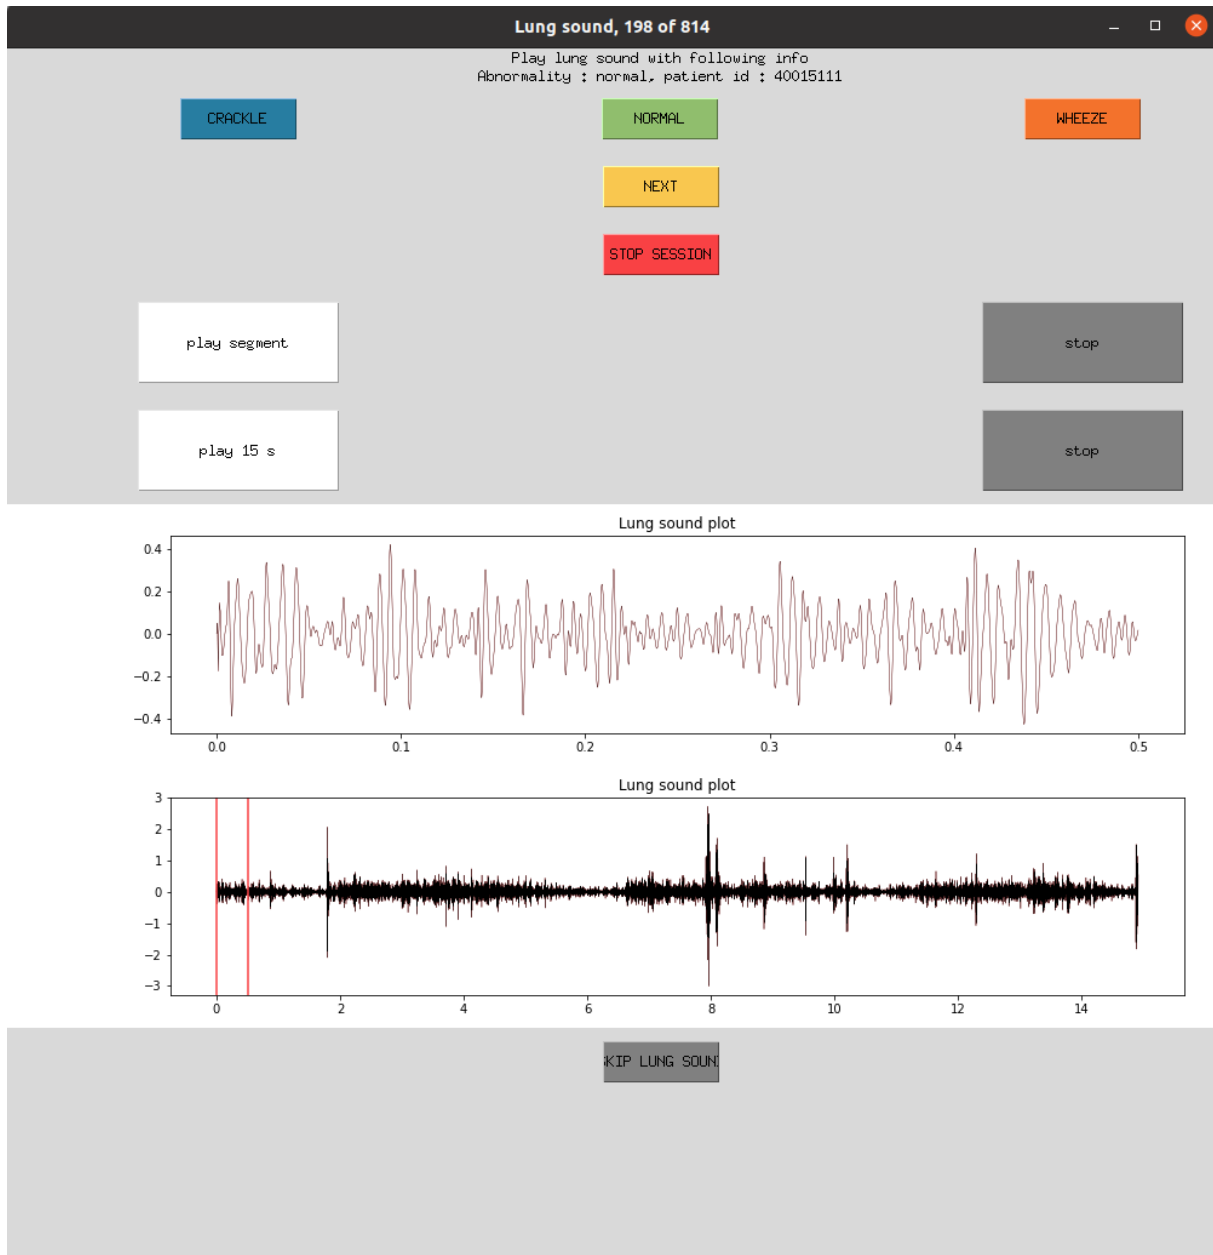 Lung sound, 198 of 814
Play lung sound with following info
Abnormality : normal, patient id : 40015111
CRACKLE
NORMAL
WHEEZE
NEXT
STOP SESSION
play segment
stop
play 15 s
stop
Lung sound plot
0.4
0.2
0.0
−0.2
−0.4
0.0 0.1 0.2 0.3 0.4 0.5
Lung sound plot
3
2
1
0
−1
−2
−3
0 2 4 6 8 10 12 14
KIP LUNG SOUN